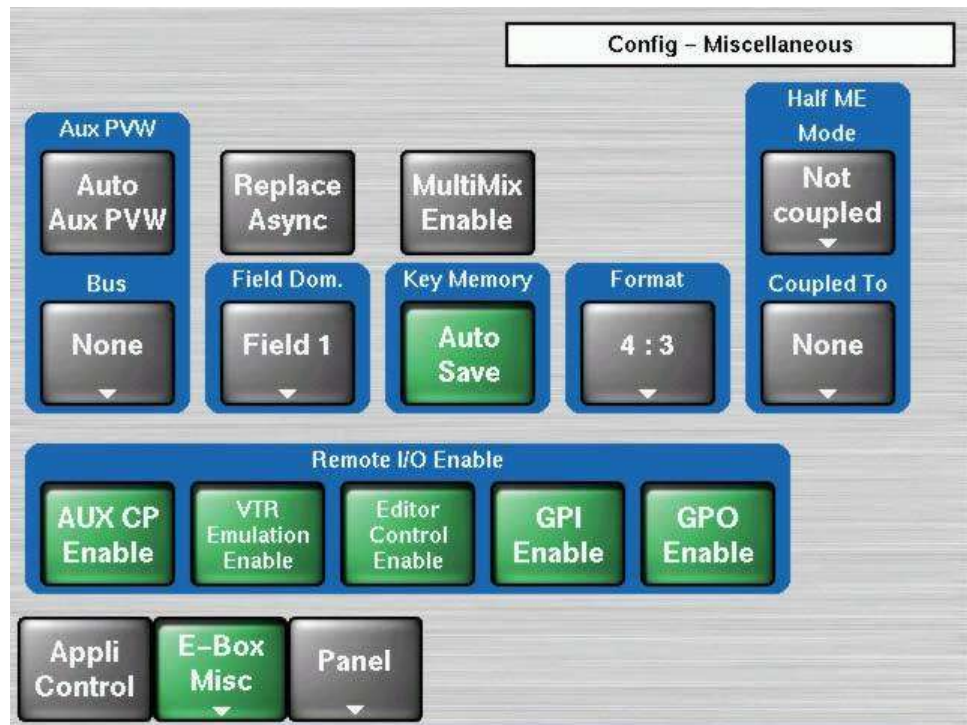 Config – Miscellaneous
Aux PVW
Auto
Aux PVW
Bus
None
Replace
Async
Field Dom.
Field 1
MultiMix
Enable
Key Memory
Auto
Save
Format
4 : 3
Half ME
Mode
Not
coupled
Coupled To
None
Remote I/O Enable
AUX CP
Enable
VTR
Emulation
Enable
Editor
Control
Enable
GPI
Enable
GPO
Enable
Appli
Control
E–Box
Misc
Panel